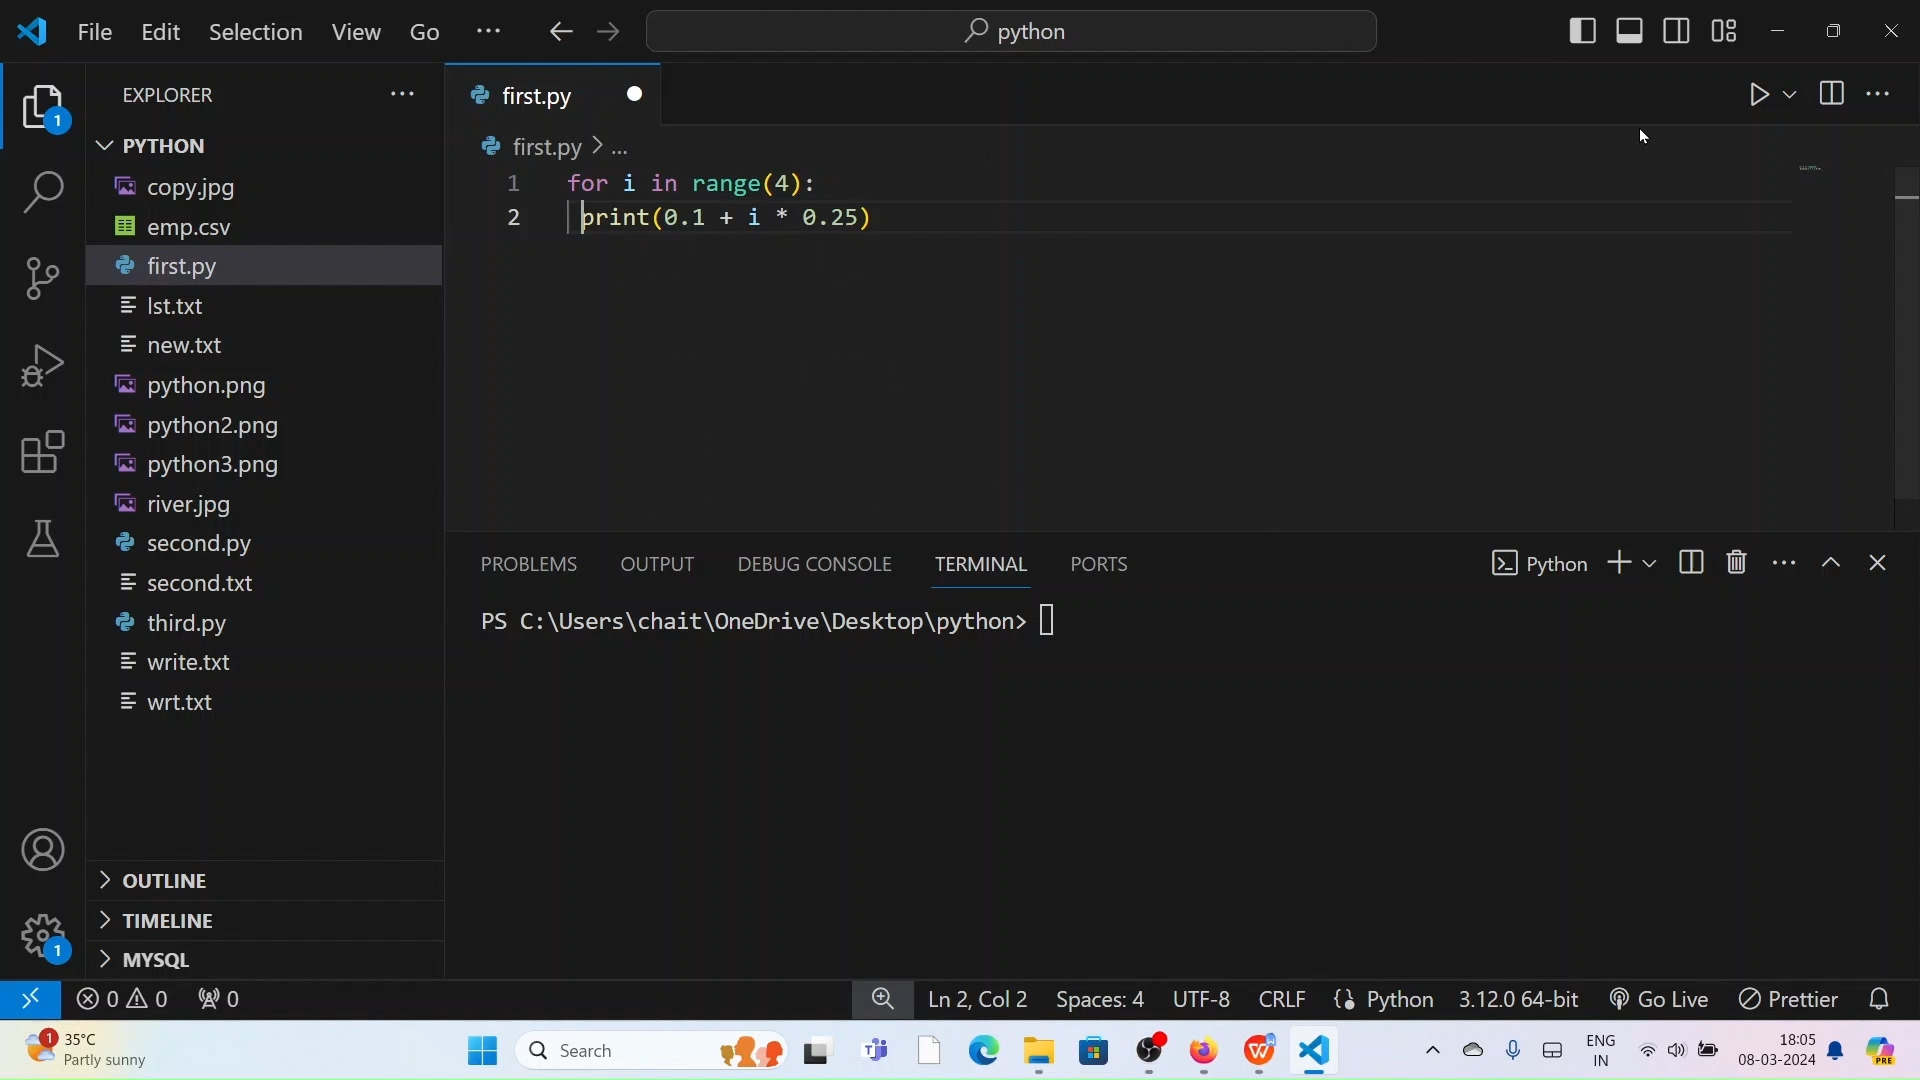 File Edit Selection View Go ··· python
EXPLORER ···
PYTHON
copy.jpg
emp.csv
first.py
lst.txt
new.txt
python.png
python2.png
python3.png
river.jpg
second.py
second.txt
third.py
write.txt
wrt.txt
OUTLINE
TIMELINE
MYSQL
1
1
first.py
first.py > ...
1 for i in range(4):
2 print(0.1 + i * 0.25)
PROBLEMS OUTPUT DEBUG CONSOLE TERMINAL PORTS Python
PS C:\Users\chait\OneDrive\Desktop\python>
0 0 0 Ln 2, Col 2 Spaces: 4 UTF-8 CRLF Python 3.12.0 64-bit Go Live Prettier
1 35°C
Partly sunny
Search
ENG
IN
18:05
08-03-2024
PRE